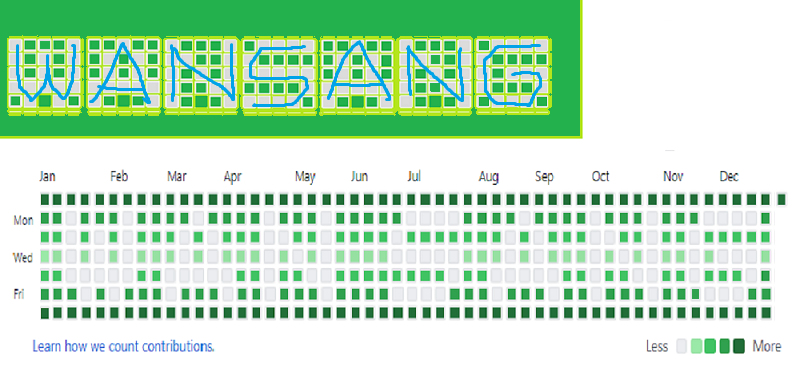 WANSANG
Jan Feb Mar Apr May Jun Jul Aug Sep Oct Nov Dec
Mon
Wed
Fri
Learn how we count contributions. Less More